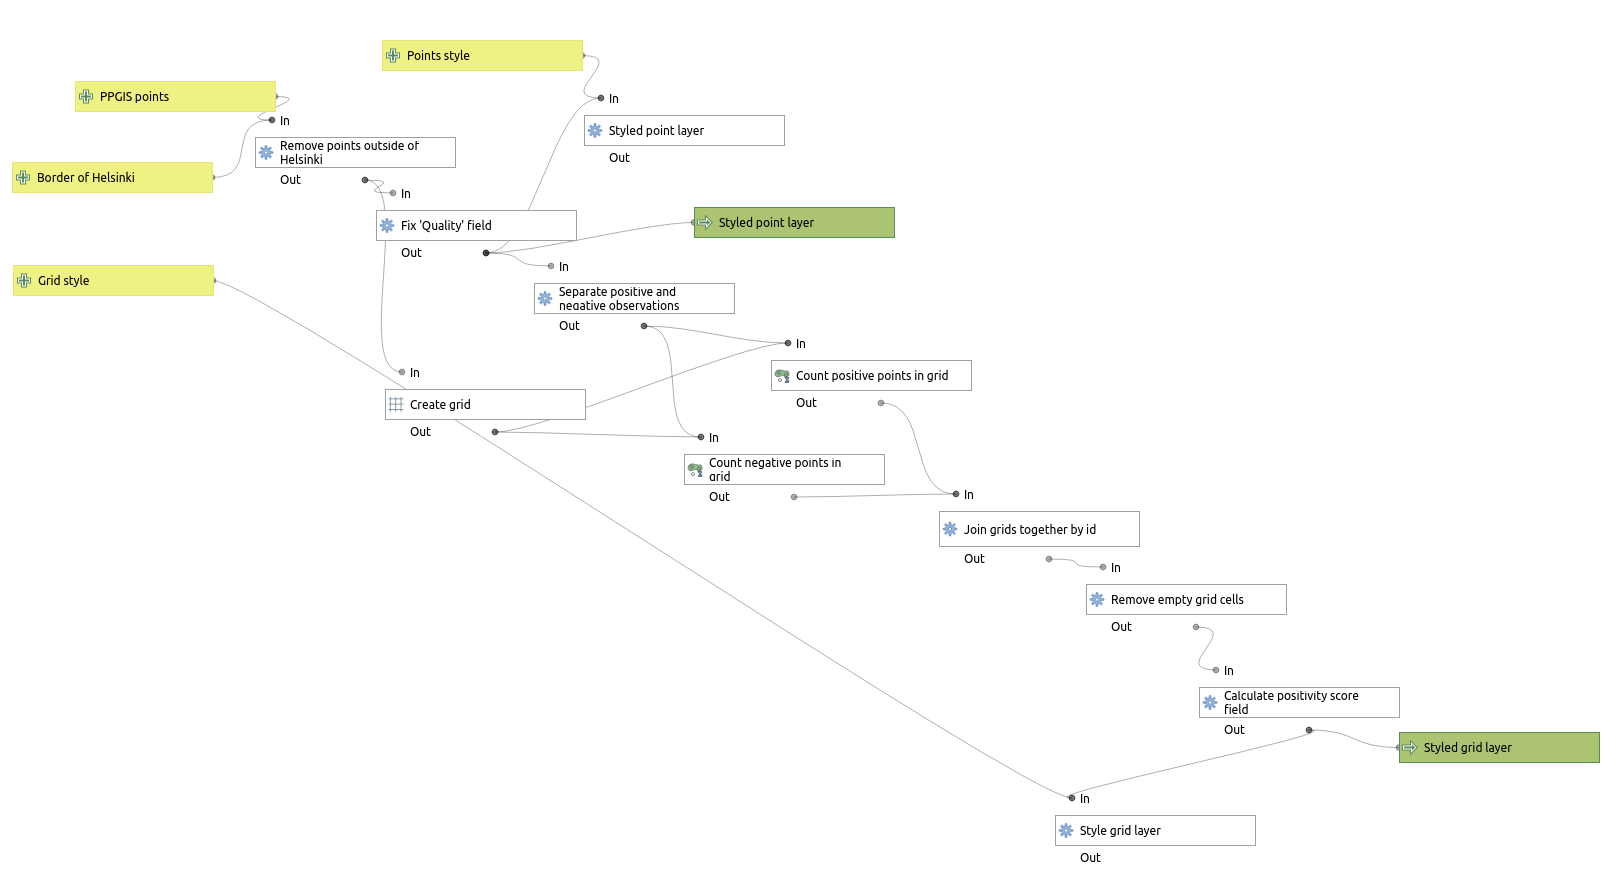 Points style
PPGIS points
In
In
Styled point layer
Remove points outside of
Helsinki
Out
Border of Helsinki
Out
In
Fix 'Quality' field
Styled point layer
Out
In
Grid style
Separate positive and
negative observations
Out
In
In
Count positive points in grid
Create grid
Out
Out
In
Count negative points in
grid
Out
In
Join grids together by id
Out
In
Remove empty grid cells
Out
In
Calculate positivity score
field
Out
Styled grid layer
In
Style grid layer
Out